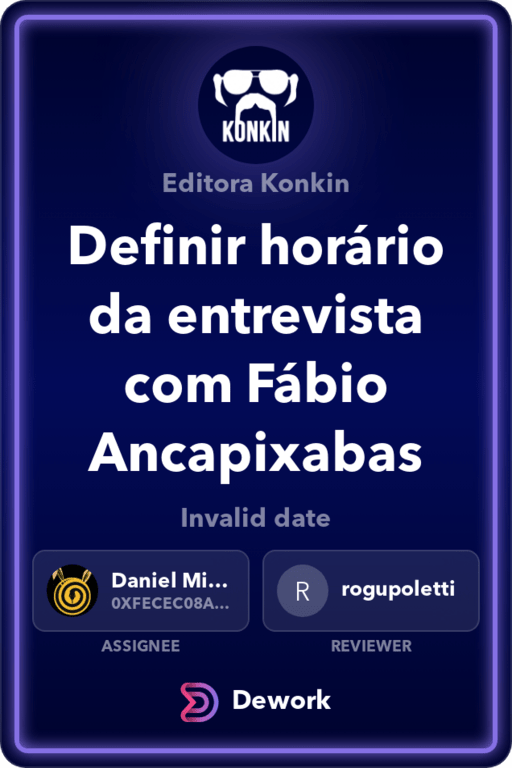 KONKIN
Editora Konkin
Definir horário
da entrevista
com Fábio
Ancapixabas
Invalid date
Daniel Mi...
0XFECEC08A...
R
rogupoletti
ASSIGNEE
REVIEWER
Dework